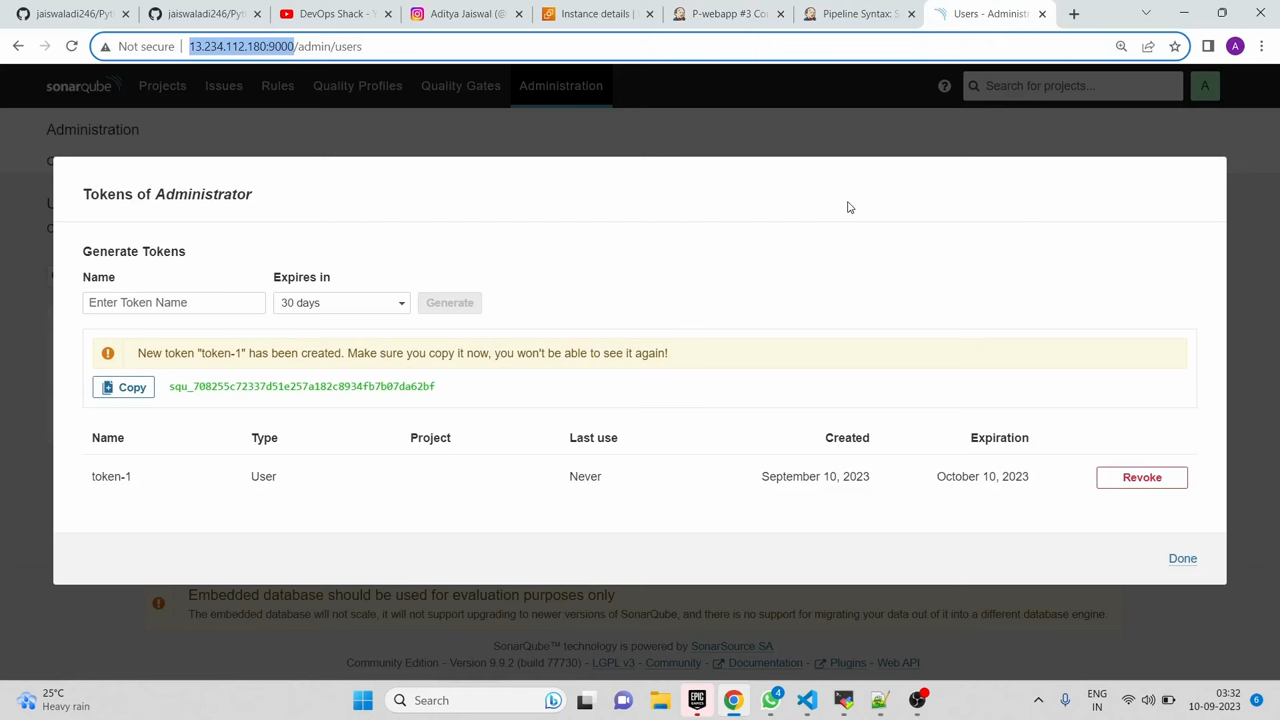 jaiswaladi246/P
jaiswaladi2467/P
DevOps Stack - Y
Aditya Jaiswal (@
Instance details |
P-webapp #3 Co
Pipeline Syntax: S
Users - Administr
Not secure
13.234.112.180:9000/admin/users
A
sonarqube
Projects
Issues
Rules
Quality Profiles
Quality Gates
Administration
Search for projects...
A
Administration
Tokens of Administrator
Generate Tokens
Name
Expires in
Enter Token Name
30 days
Generate
New token "token-1" has been created. Make sure you copy it now, you won't be able to see it again!
Copy
squ_708255c72337d51e257a182c8934fb7b07da62bf
Name Type Project Last use Created Expiration
token-1 User Never September 10, 2023 October 10, 2023 Revoke
Done
Embedded database should be used for evaluation purposes only
The embedded database will not scale, it will not support upgrading to newer versions of SonarQube, and there is no support for migrating your data out of it into a different database engine.
SonarQube™ technology is powered by SonarSource SA
Community Edition - Version 9.9.2 (build 77730) - LGPL v3 - Community - Documentation - Plugins - Web API
25°C
Heavy rain
Search
EPIC GAMES
4
ENG
IN
03:32
10-09-2023
6